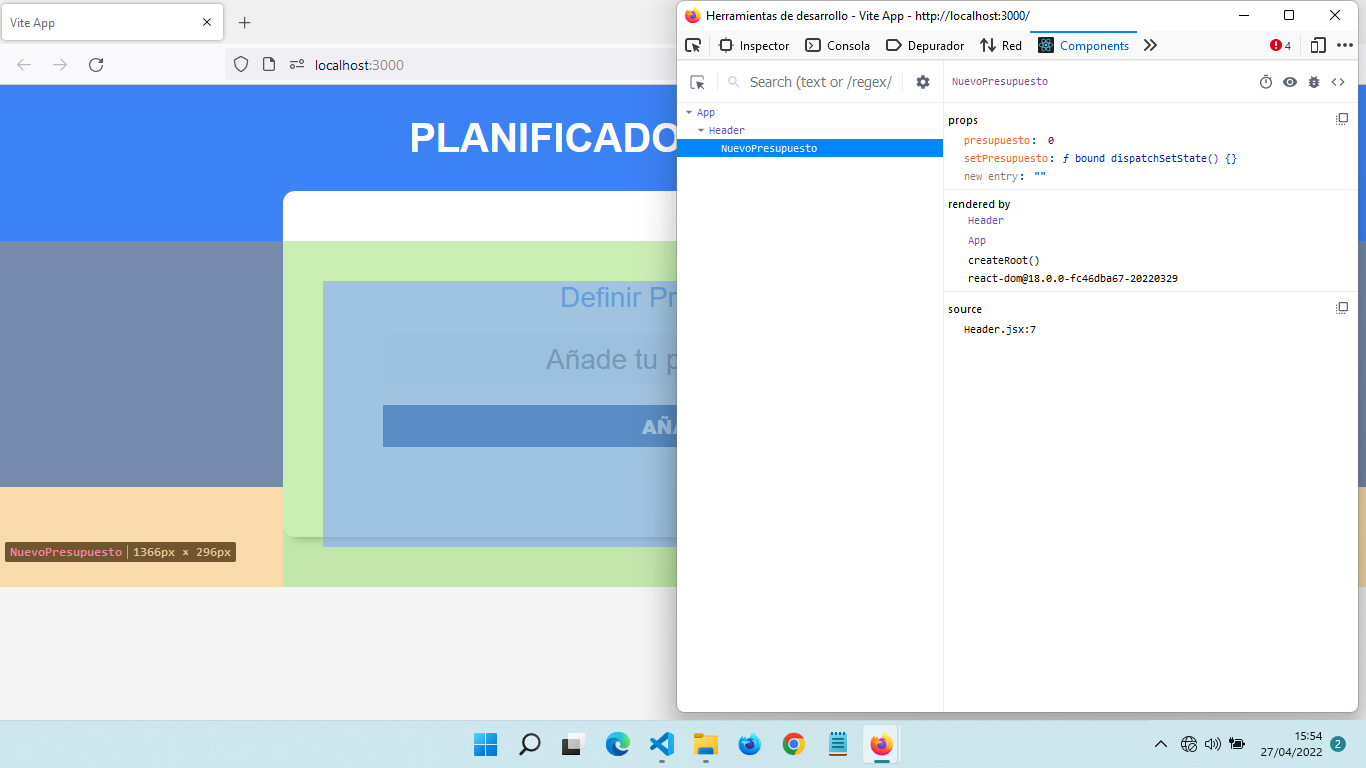 Vite App
localhost:3000
PLANIFICADO
Definir Pr
Añade tu p
AÑA
NuevoPresupuesto | 1366px × 296px
Herramientas de desarrollo - Vite App - http://localhost:3000/
Inspector
Consola
Depurador
Red
Components
4
Search (text or /regex/
NuevoPresupuesto
App
Header
NuevoPresupuesto
props
presupuesto: 0
setPresupuesto: ƒ bound dispatchSetState() {}
new entry: ""
rendered by
Header
App
createRoot()
react-dom@18.0.0-fc46dba67-20220329
source
Header.jsx:7
15:54
27/04/2022
2